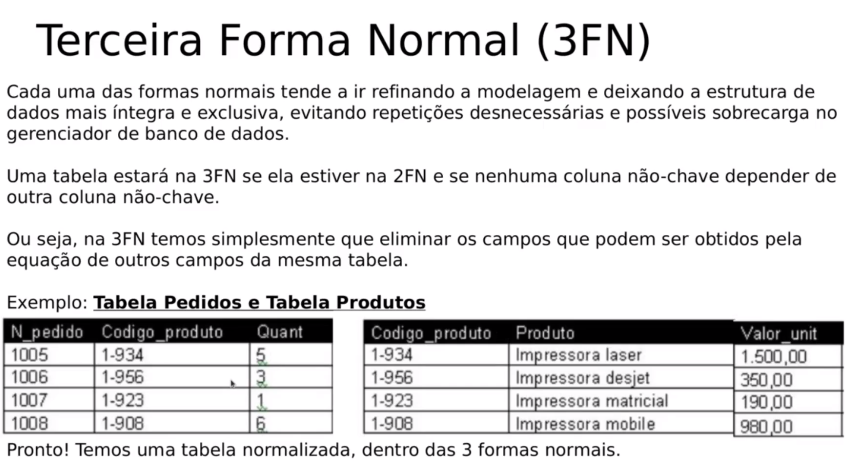 Terceira Forma Normal (3FN)
Cada uma das formas normais tende a ir refinando a modelagem e deixando a estrutura de
dados mais íntegra e exclusiva, evitando repetições desnecessárias e possíveis sobrecarga no
gerenciador de banco de dados.
Uma tabela estará na 3FN se ela estiver na 2FN e se nenhuma coluna não-chave depender de
outra coluna não-chave.
Ou seja, na 3FN temos simplesmente que eliminar os campos que podem ser obtidos pela
equação de outros campos da mesma tabela.
Exemplo: Tabela Pedidos e Tabela Produtos
N_pedido Codigo_produto Quant
1005 1-934 5
1006 1-956 3
1007 1-923 1
1008 1-908 6
Codigo_produto Produto Valor_unit
1-934 Impressora laser 1.500,00
1-956 Impressora desjet 350,00
1-923 Impressora matricial 190,00
1-908 Impressora mobile 980,00
Pronto! Temos uma tabela normalizada, dentro das 3 formas normais.